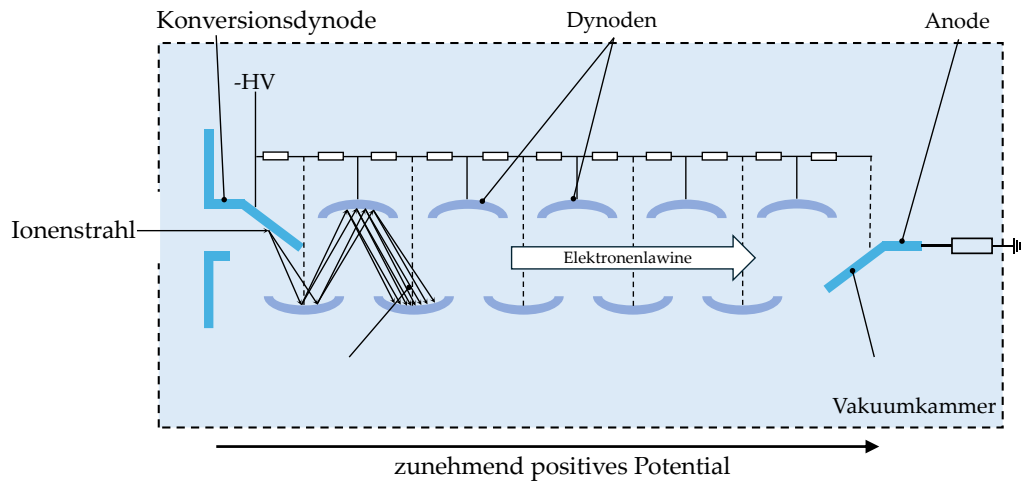 Konversionsdynode
Dynoden
Anode
-HV
Ionenstrahl
Elektronenlawine
Vakuumkammer
zunehmend positives Potential